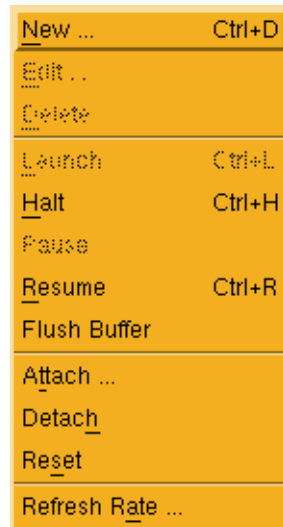 New ... Ctrl+D
Edit ...
Delete
Launch Ctrl+L
Halt Ctrl+H
Pause
Resume Ctrl+R
Flush Buffer
Attach ...
Detach
Reset
Refresh Rate ...